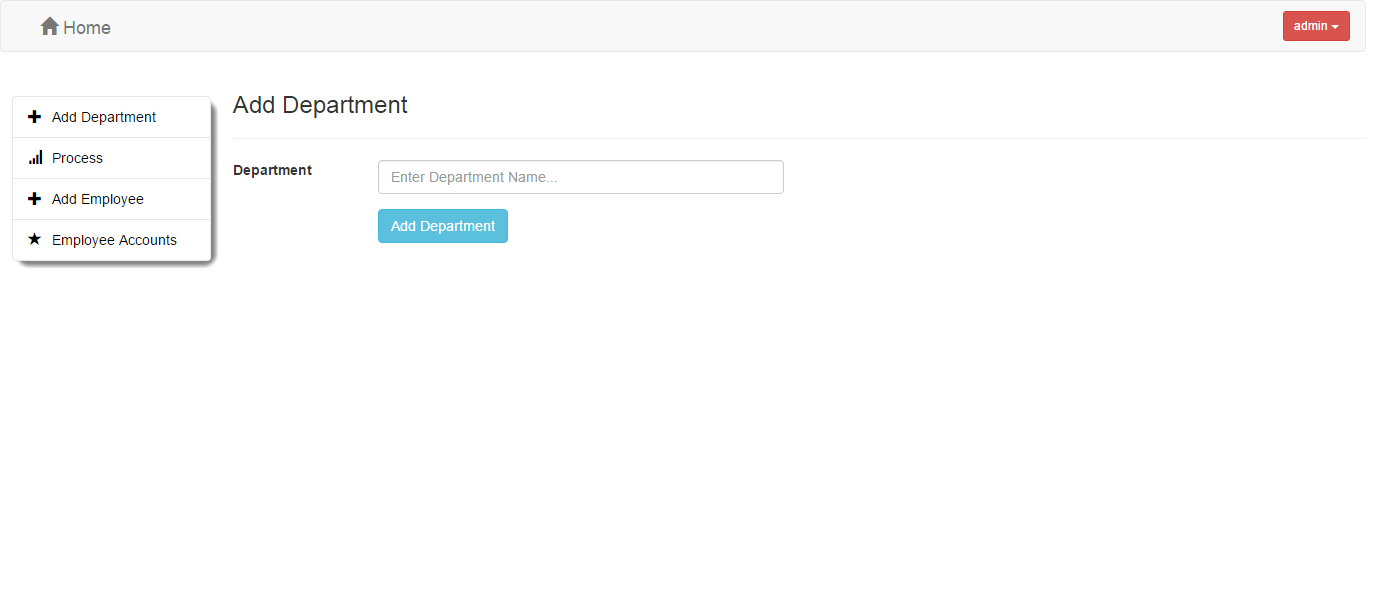 Home
admin
Add Department
Process
Add Employee
Employee Accounts
Add Department
Department
Enter Department Name...
Add Department